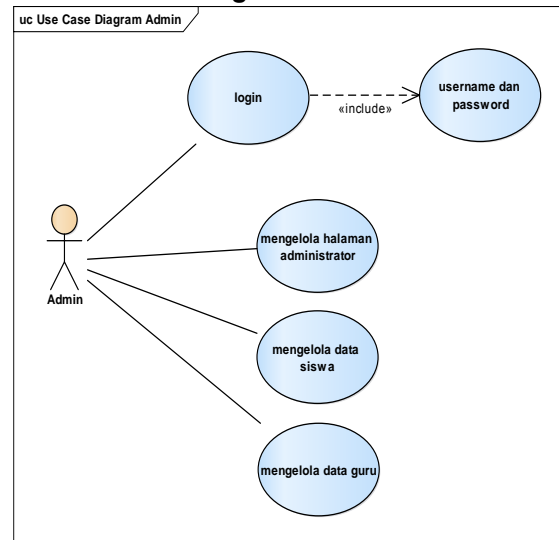 uc Use Case Diagram Admin
login
«include»
username dan
password
mengelola halaman
administrator
Admin
mengelola data
siswa
mengelola data guru